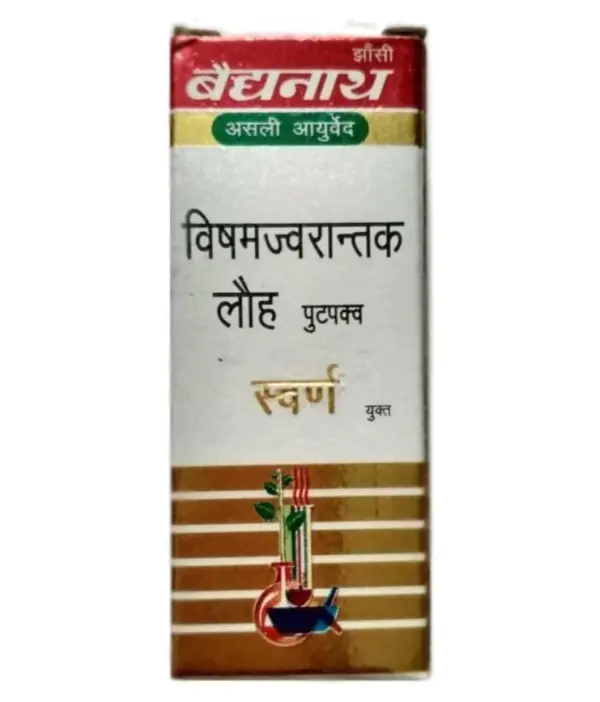 झाँसी
बैद्यनाथ
असली आयुर्वेद
विषमज्वरान्तक
लौह पुटपक्व
स्वर्ण युक्त